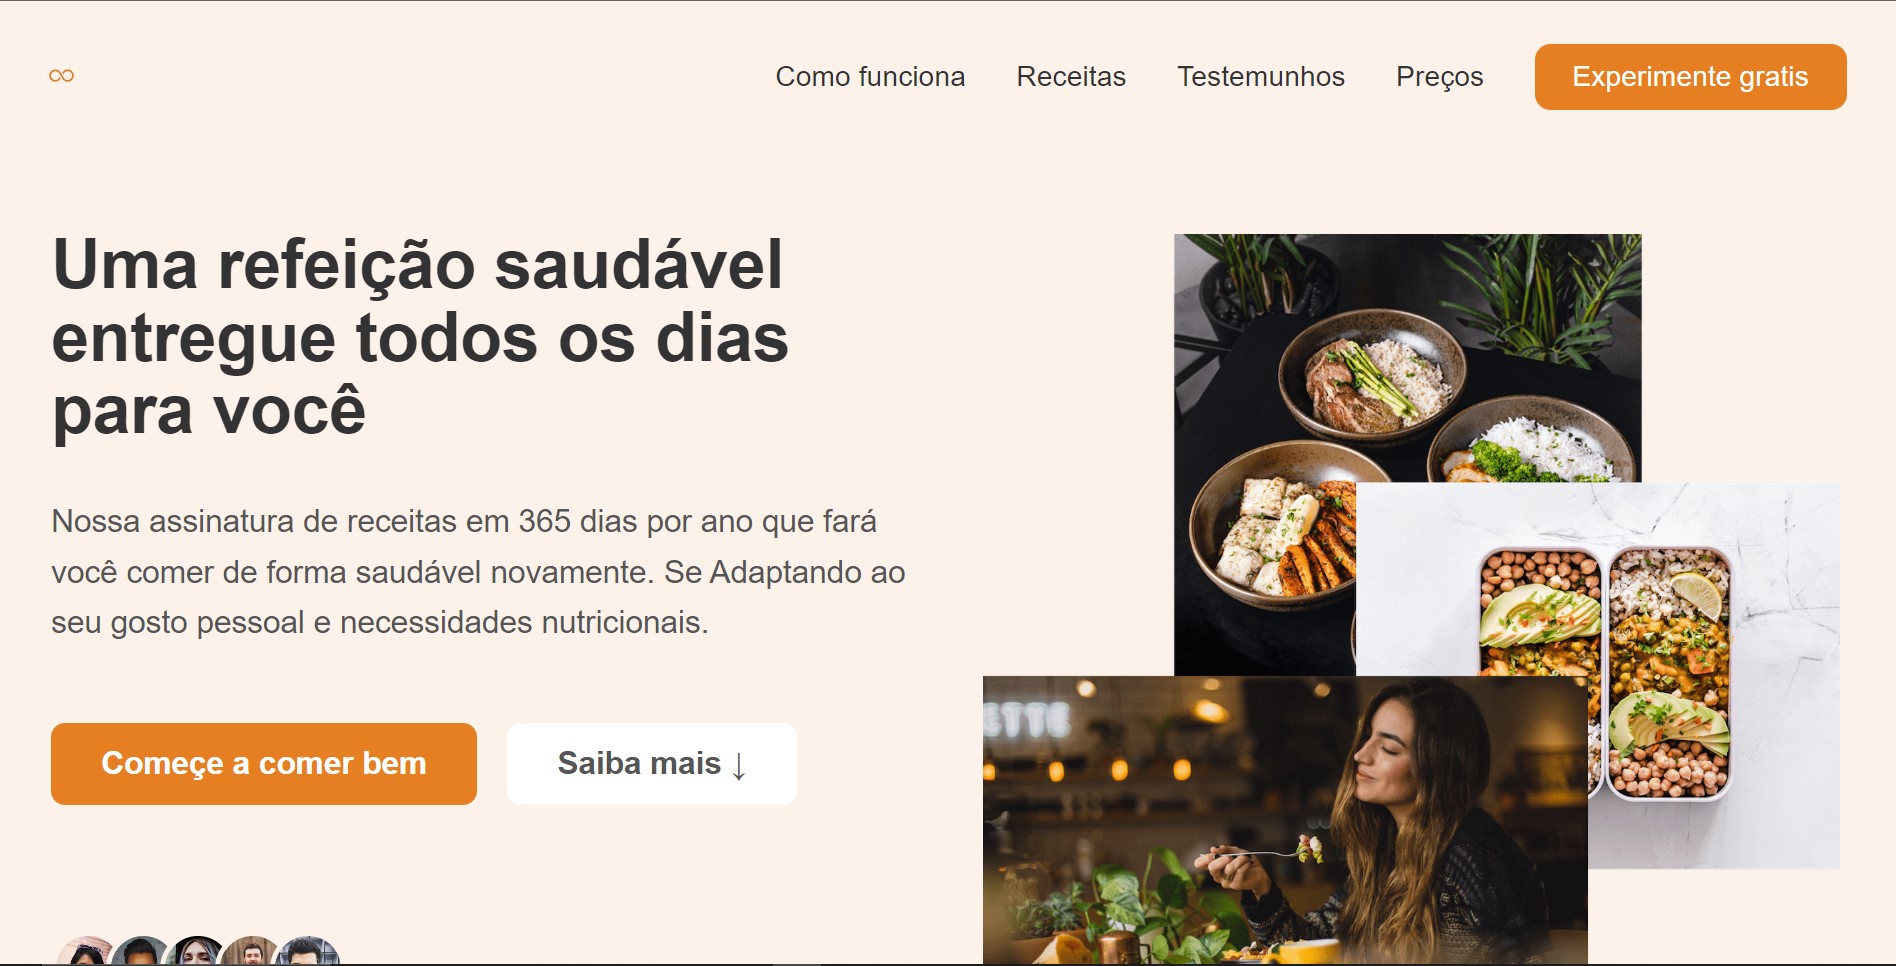 Como funciona Receitas Testemunhos Preços Experimente gratis
Uma refeição saudável
entregue todos os dias
para você
Nossa assinatura de receitas em 365 dias por ano que fará
você comer de forma saudável novamente. Se Adaptando ao
seu gosto pessoal e necessidades nutricionais.
Começe a comer bem
Saiba mais ↓
ETTE